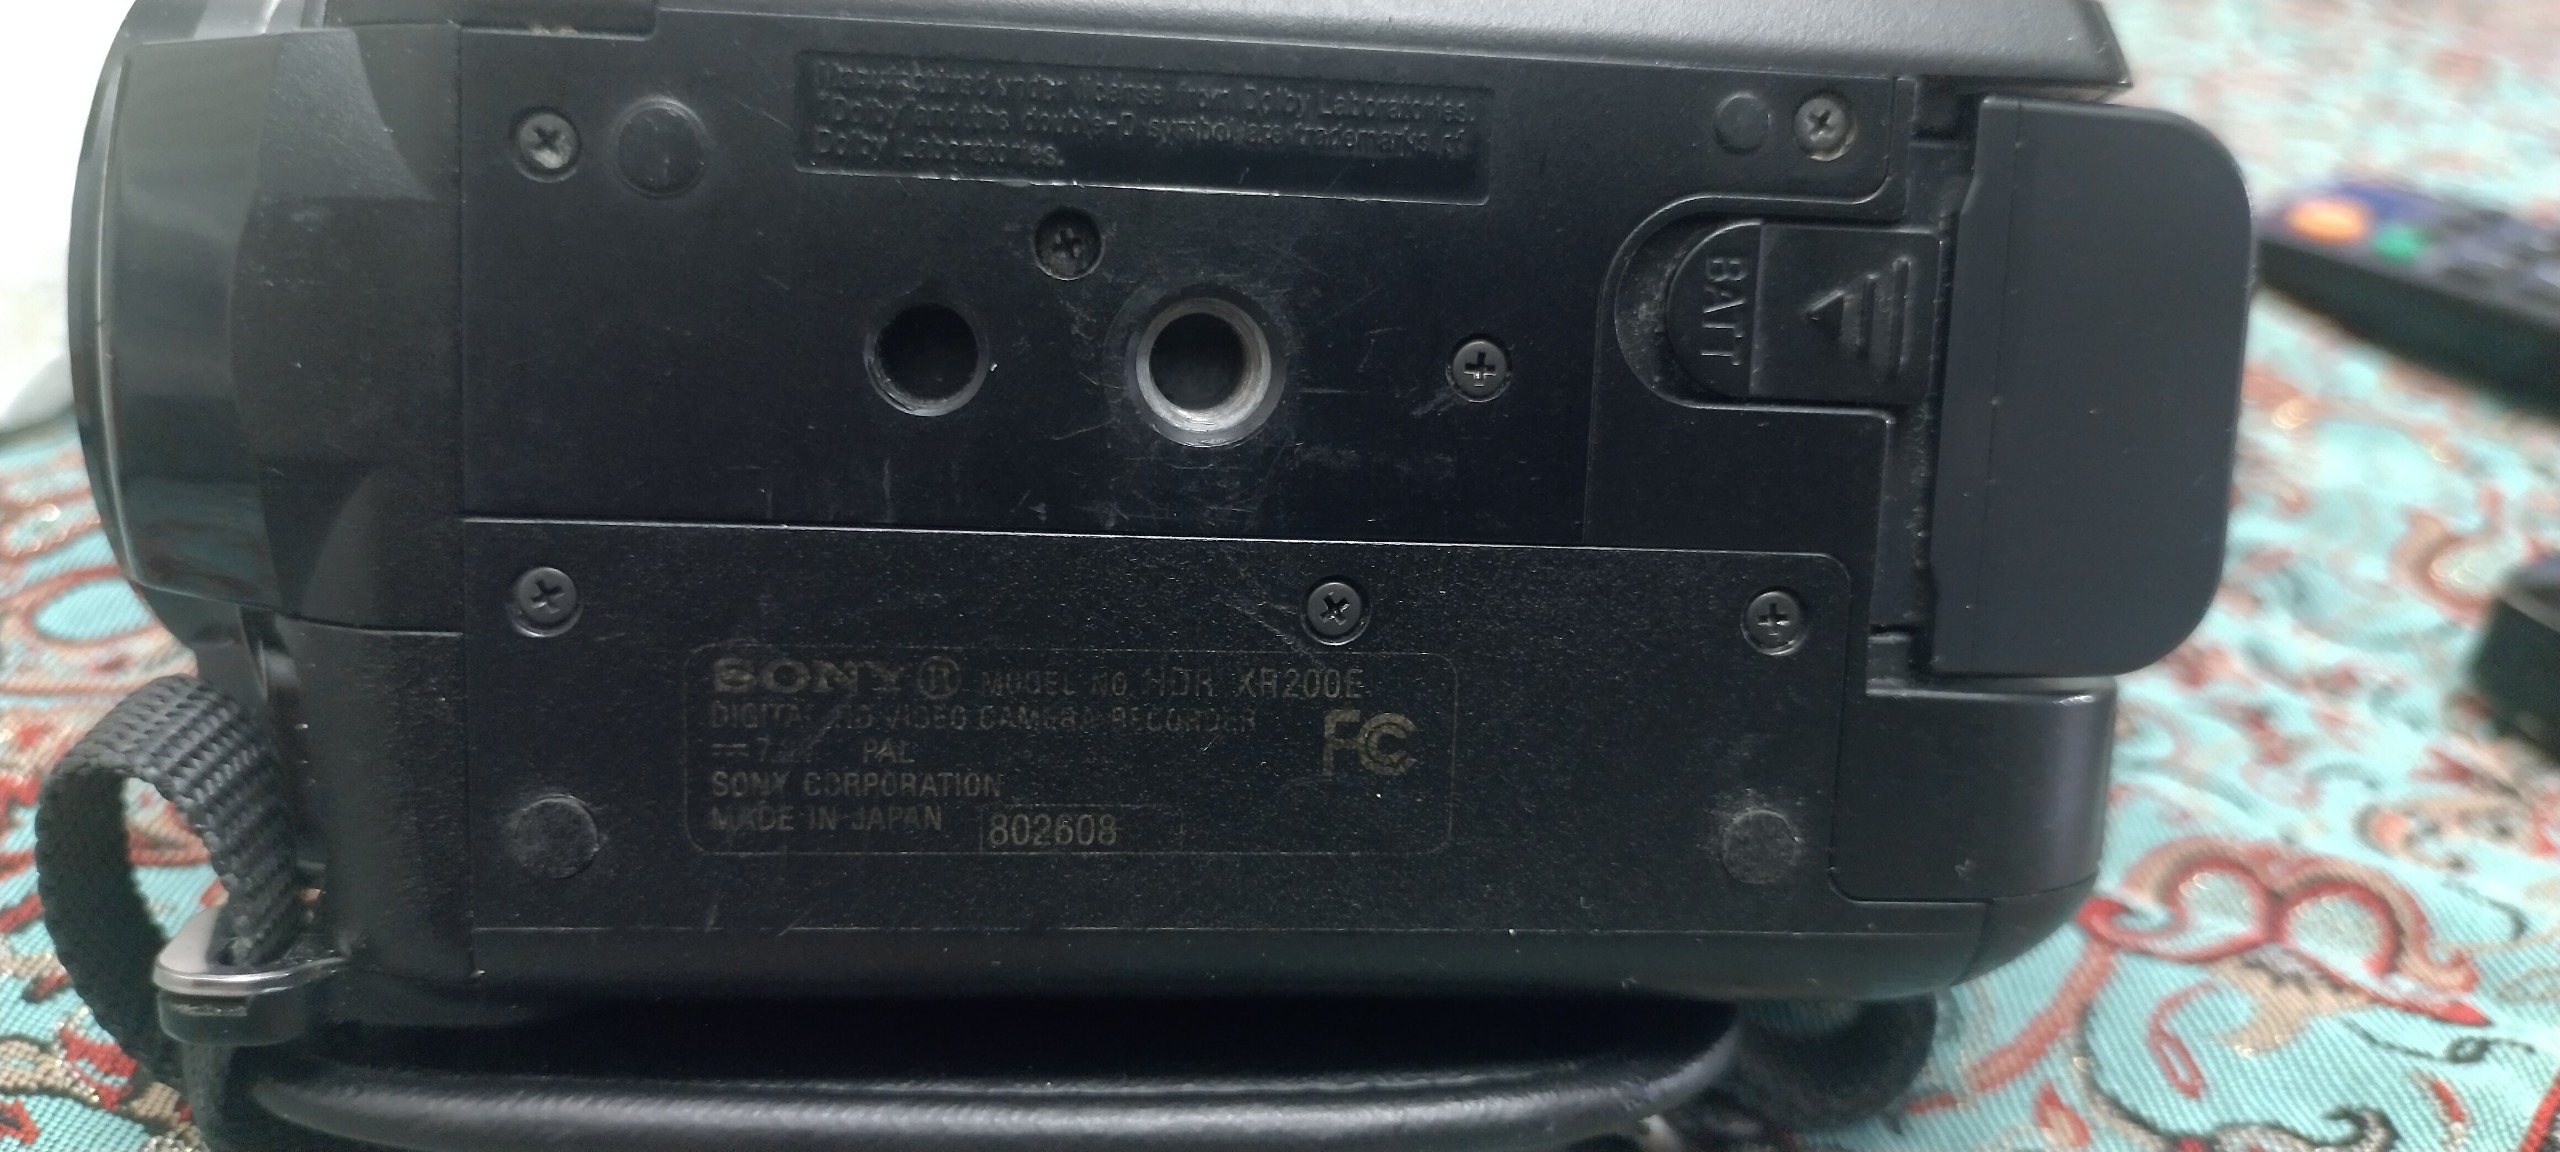 Manufactured under license from Dolby Laboratories.
"Dolby" and the double-D symbol are trademarks of
Dolby Laboratories.
BATT
SONY® MODEL NO. HDR-XR200E
DIGITAL HD VIDEO CAMERA RECORDER
PAL
FC
SONY CORPORATION
MADE IN JAPAN 802608